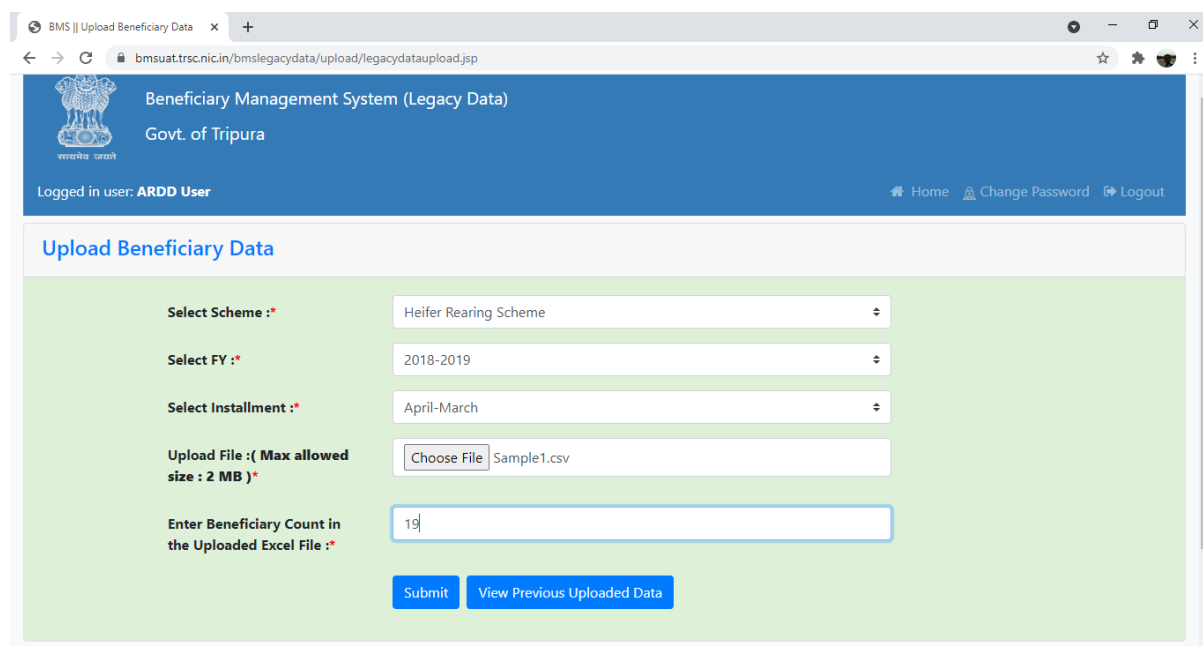 BMS || Upload Beneficiary Data
bmsuat.trsc.nic.in/bmslegacydata/upload/legacydataupload.jsp
Beneficiary Management System (Legacy Data)
Govt. of Tripura
सत्यमेव जयते
Logged in user: ARDD User Home Change Password Logout
Upload Beneficiary Data
Select Scheme :* Heifer Rearing Scheme
Select FY :* 2018-2019
Select Installment :* April-March
Upload File :( Max allowed
size : 2 MB )* Choose File Sample1.csv
Enter Beneficiary Count in
the Uploaded Excel File :* 19
Submit View Previous Uploaded Data